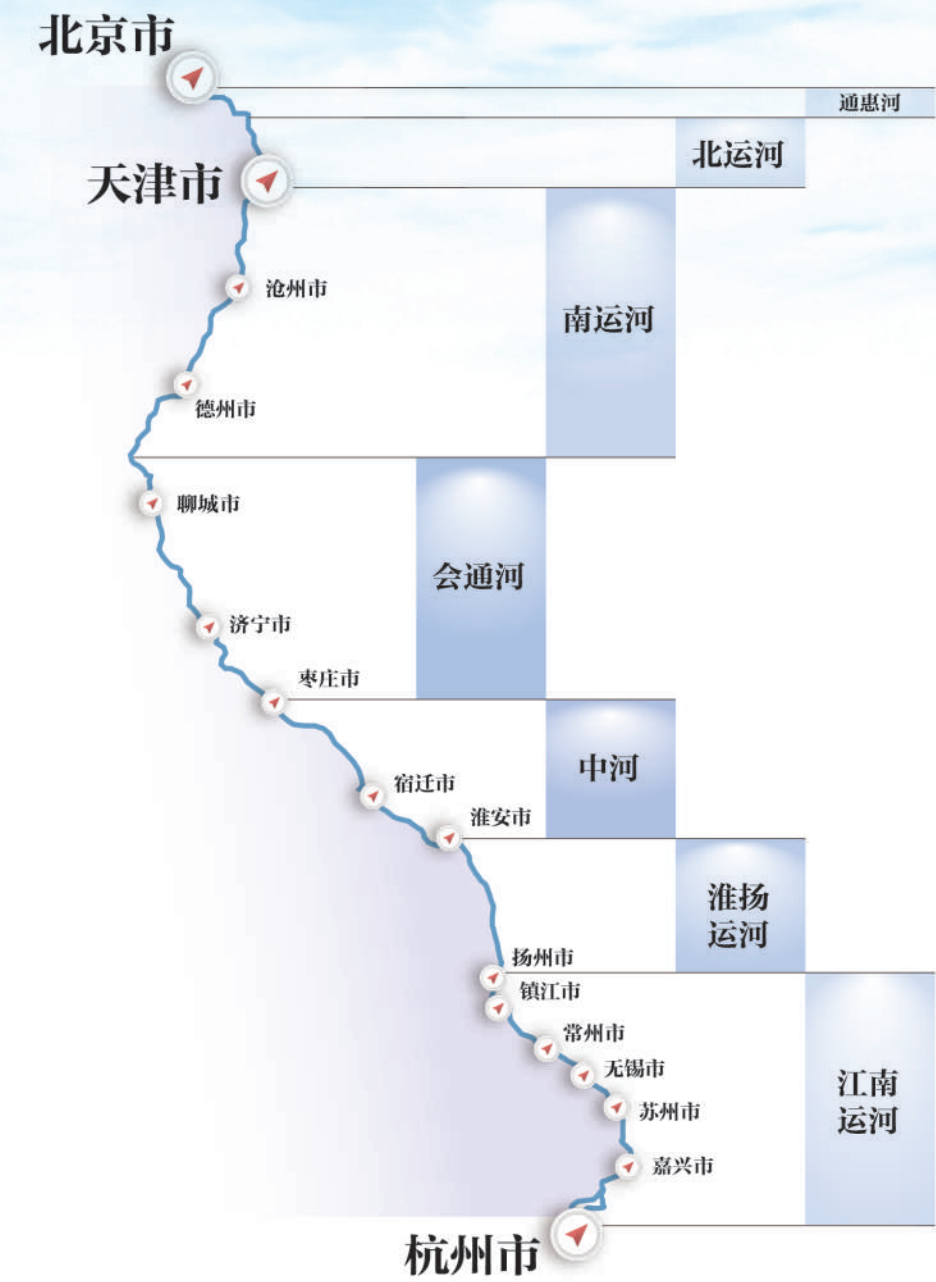 北京市
通惠河
北运河
天津市
沧州市
南运河
德州市
聊城市
会通河
济宁市
枣庄市
中河
宿迁市
淮安市
淮扬
运河
扬州市
镇江市
常州市
无锡市
江南
运河
苏州市
嘉兴市
杭州市